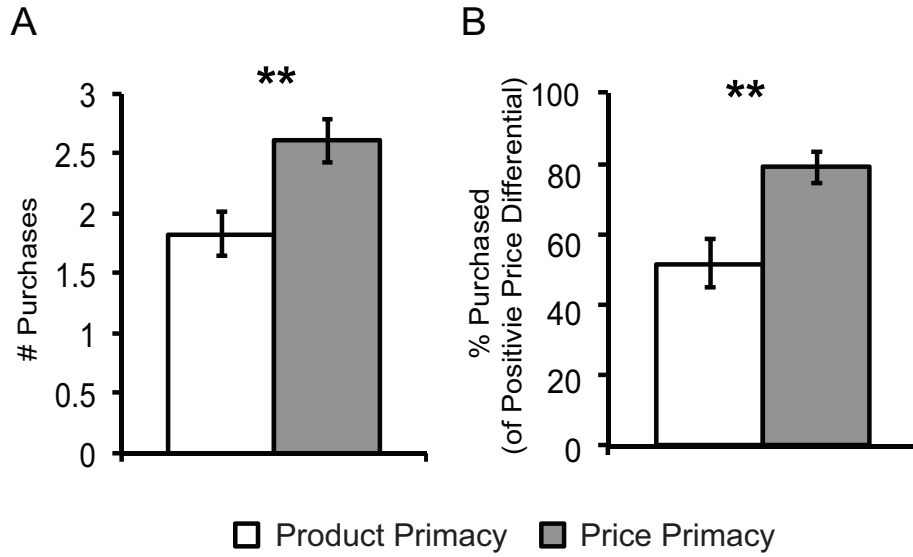 A
**
3
2.5
2
1.5
1
0.5
0
# Purchases
B
**
100
80
60
40
20
0
% Purchased
(of Positivie Price Differential)
Product Primacy
Price Primacy